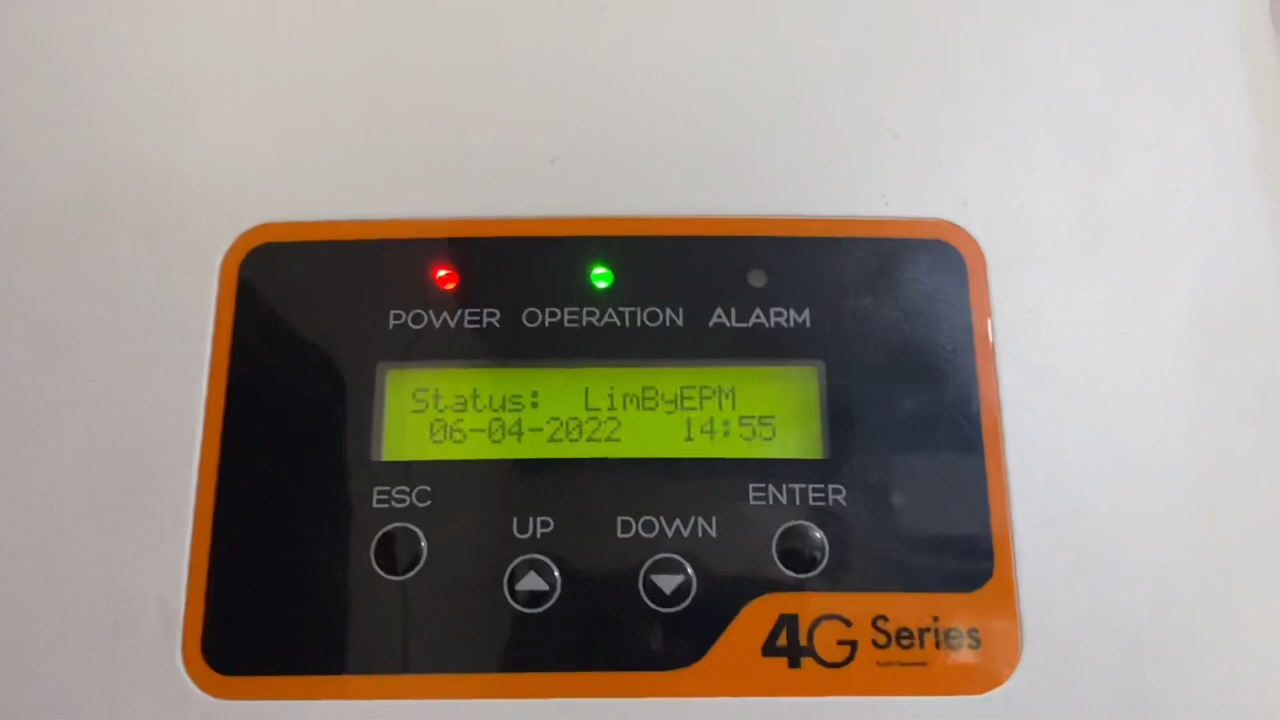 POWER OPERATION ALARM
Status: LimByEPM
06-04-2022 14:55
ESC UP DOWN ENTER
4G Series